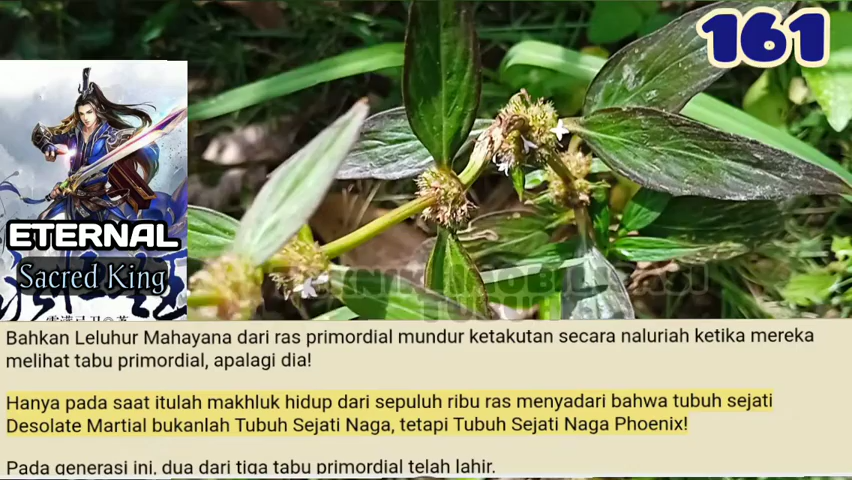 161
ETERNAL
Sacred King
Bahkan Leluhur Mahayana dari ras primordial mundur ketakutan secara naluriah ketika mereka
melihat tabu primordial, apalagi dia!
Hanya pada saat itulah makhluk hidup dari sepuluh ribu ras menyadari bahwa tubuh sejati
Desolate Martial bukanlah Tubuh Sejati Naga, tetapi Tubuh Sejati Naga Phoenix!
Pada generasi ini, dua dari tiga tabu primordial telah lahir.